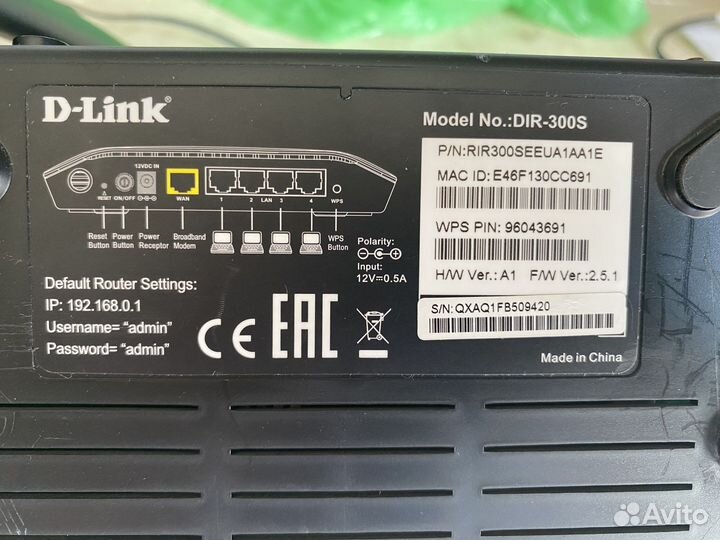 D-Link
Model No.:DIR-300S
P/N:RIR300SEEUA1AA1E
MAC ID: E46F130CC691
WPS PIN: 96043691
H/W Ver.: A1 F/W Ver.:2.5.1
S/N:QXAQ1FB509420
12VDC IN
RESET ON/OFF WAN 1 2 LAN 3 4 WPS
Reset Button
Power Button
Power Receptor
Broadband Modem
WPS Button
Polarity:
Input:
12V⎓0.5A
Default Router Settings:
IP: 192.168.0.1
Username= “admin”
Password= “admin”
CE EAC
Made in China
Avito